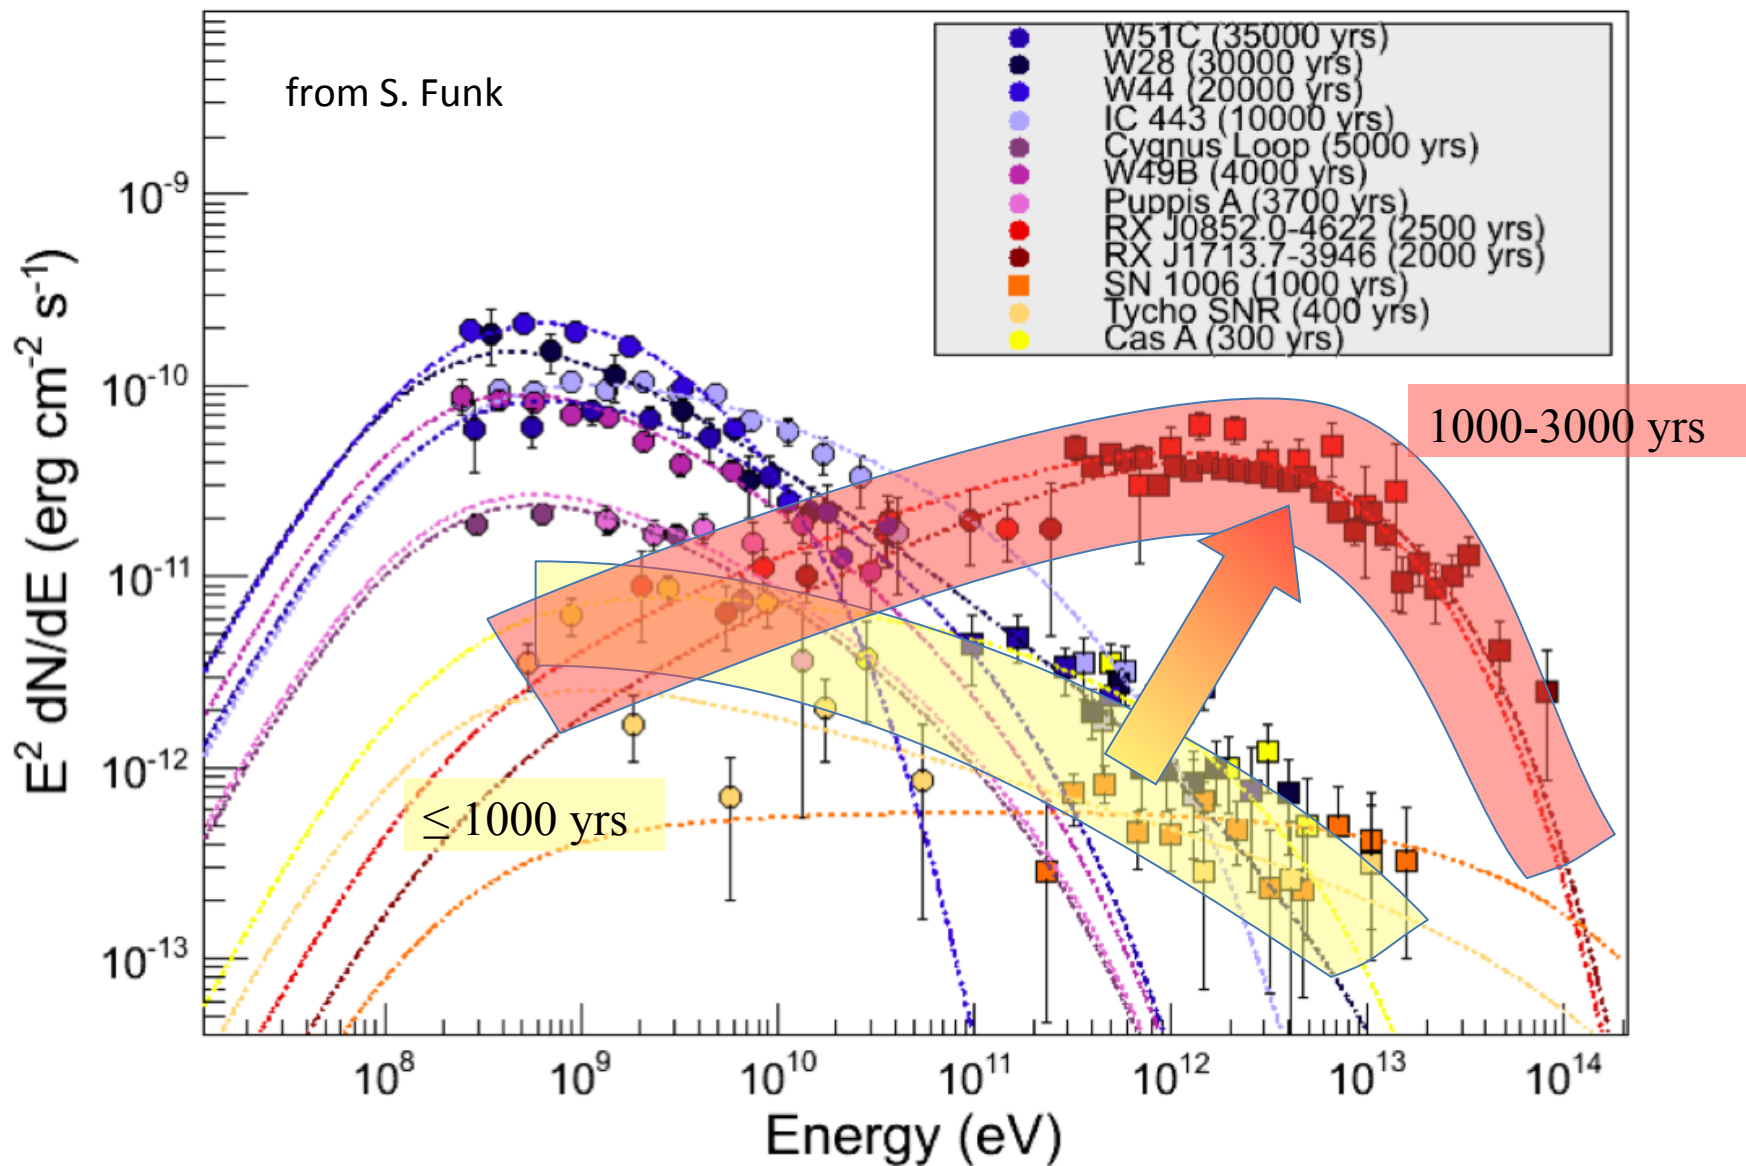 W51C (35000 yrs)
W28 (30000 yrs)
from S. Funk
W44 (20000 yrs)
IC 443 (10000 yrs)
Cygnus Loop (5000 yrs)
W49B (4000 yrs)
Puppis A (3700 yrs)
RX J0852.0-4622 (2500 yrs)
RX J1713.7-3946 (2000 yrs)
SN 1006 (1000 yrs)
Tycho SNR (400 yrs)
Cas A (300 yrs)
10⁻⁹
10⁻¹⁰
10⁻¹¹
10⁻¹²
10⁻¹³
E² dN/dE (erg cm⁻² s⁻¹)
1000-3000 yrs
≤ 1000 yrs
10⁸ 10⁹ 10¹⁰ 10¹¹ 10¹² 10¹³ 10¹⁴
Energy (eV)